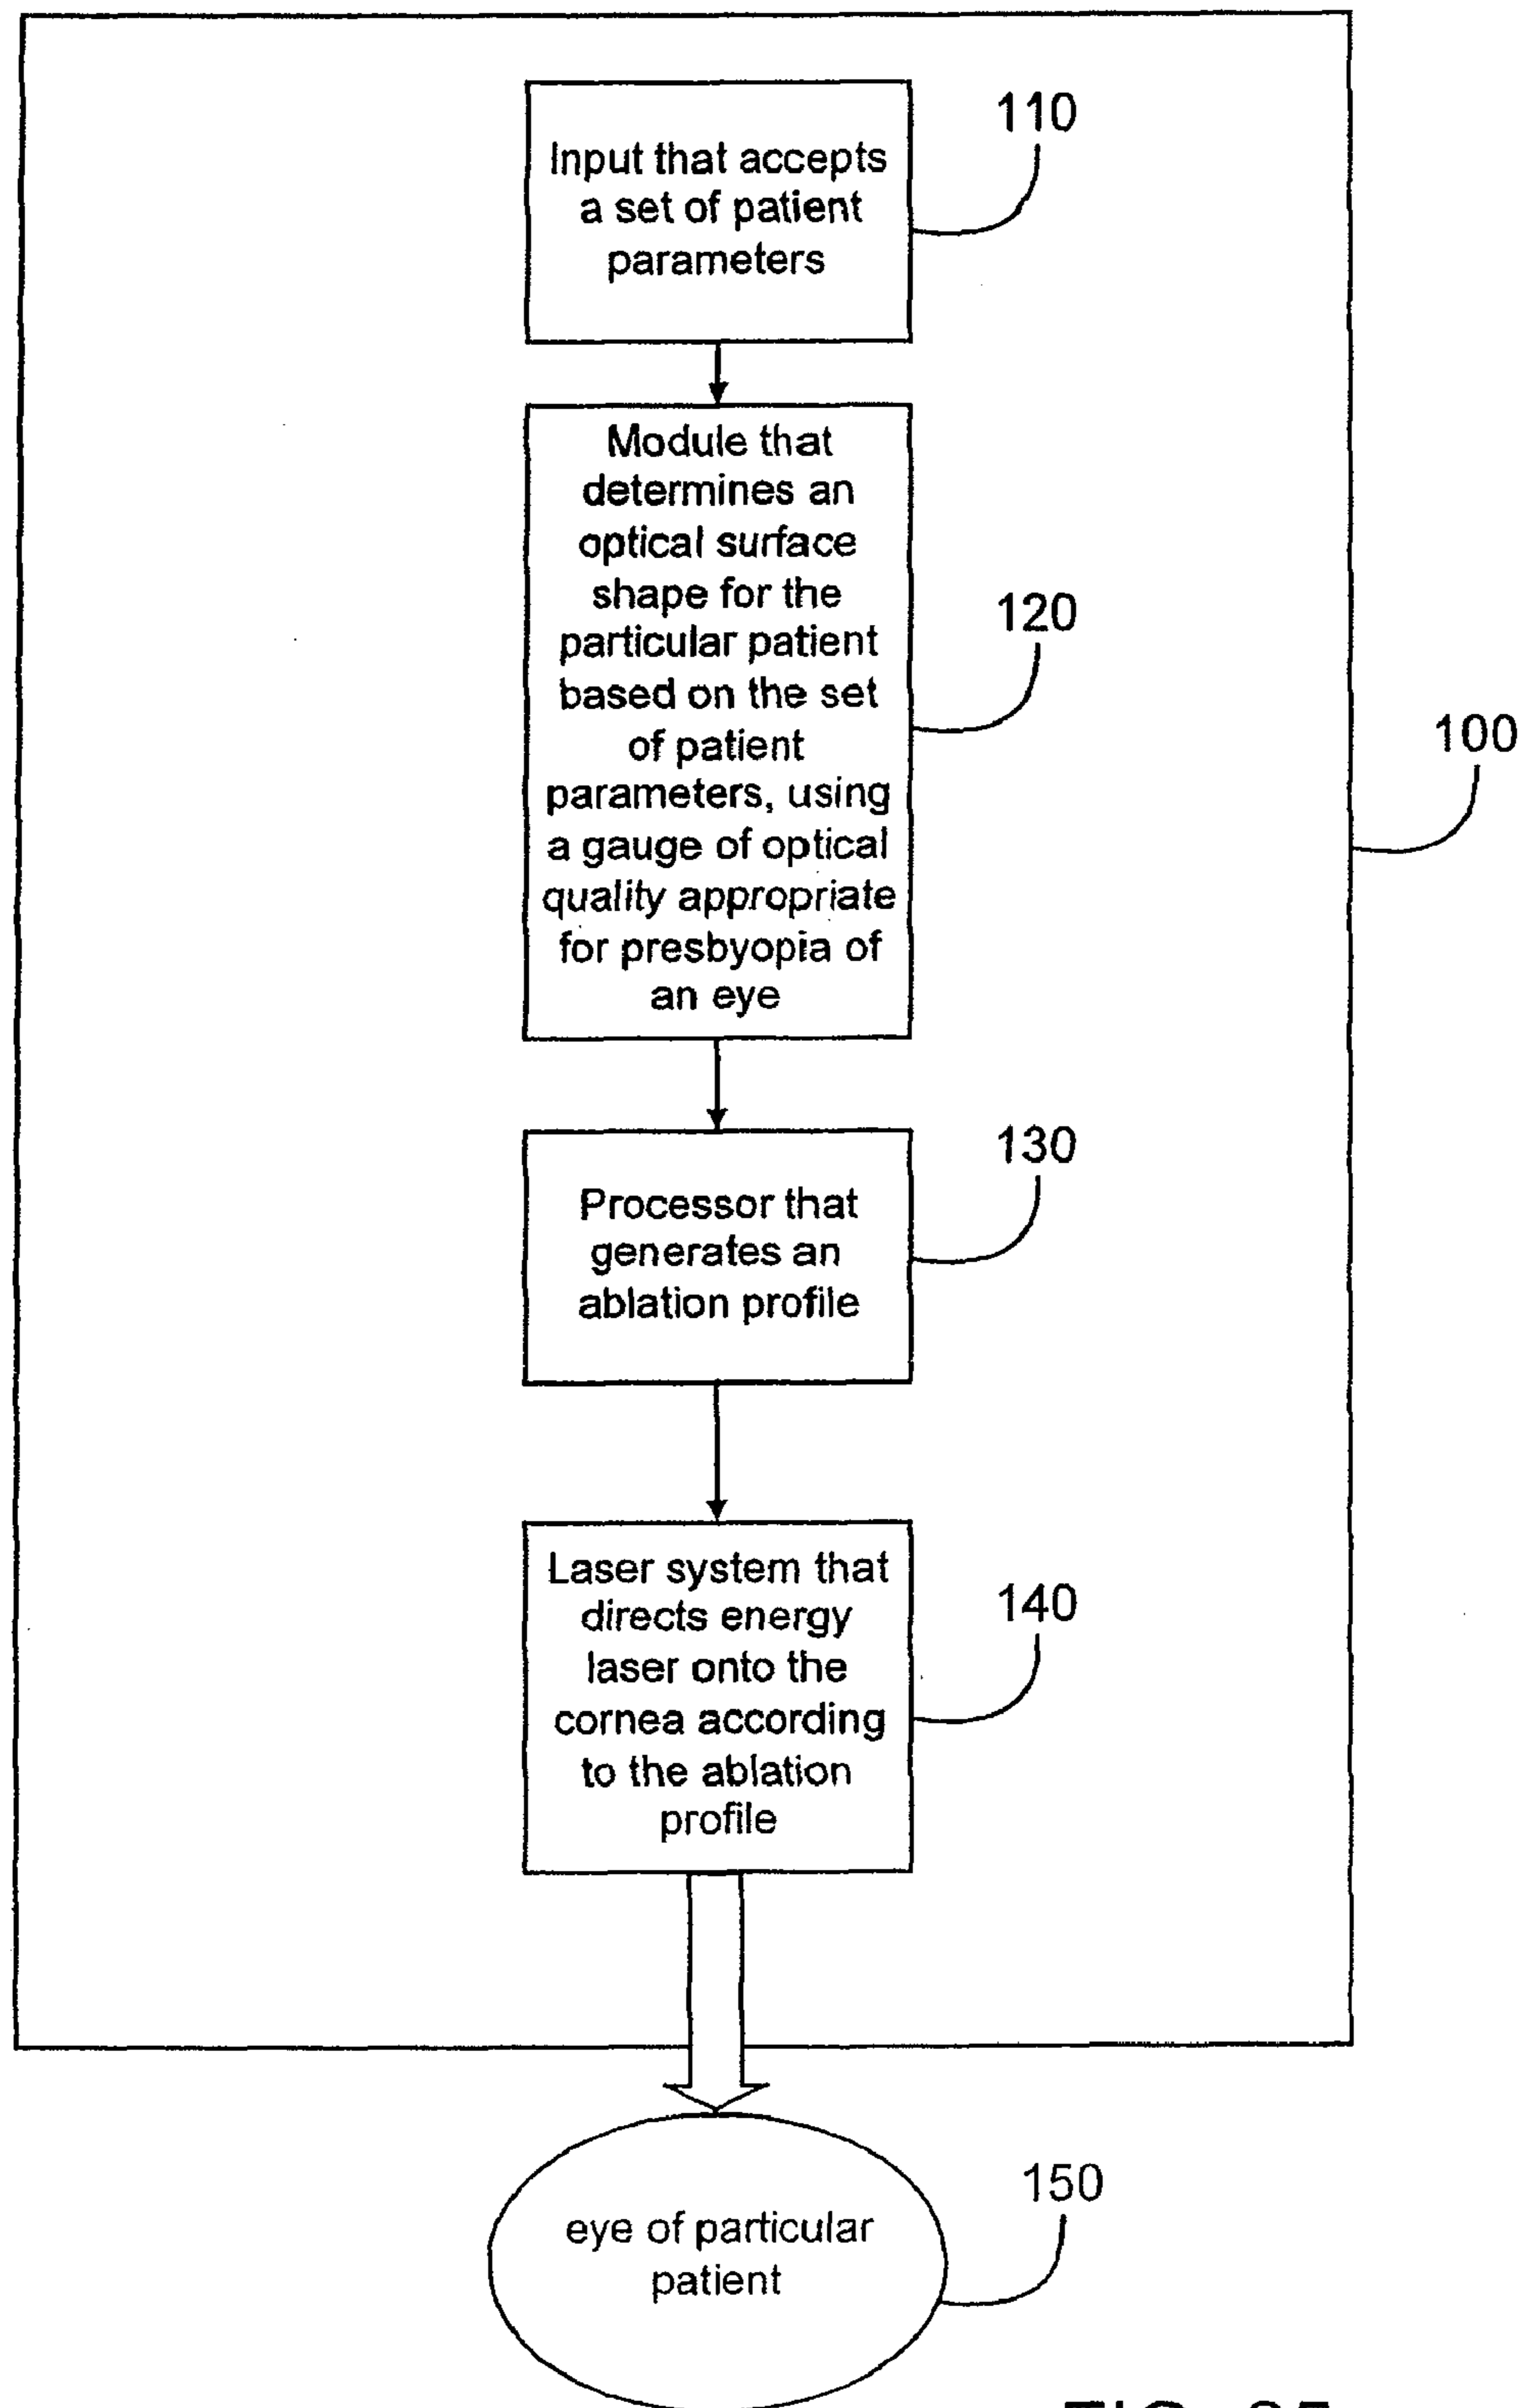 Input that accepts
a set of patient
parameters
110
Module that
determines an
optical surface
shape for the
particular patient
based on the set
of patient
parameters, using
a gauge of optical
quality appropriate
for presbyopia of
an eye
120
100
Processor that
generates an
ablation profile
130
Laser system that
directs energy
laser onto the
cornea according
to the ablation
profile
140
eye of particular
patient
150